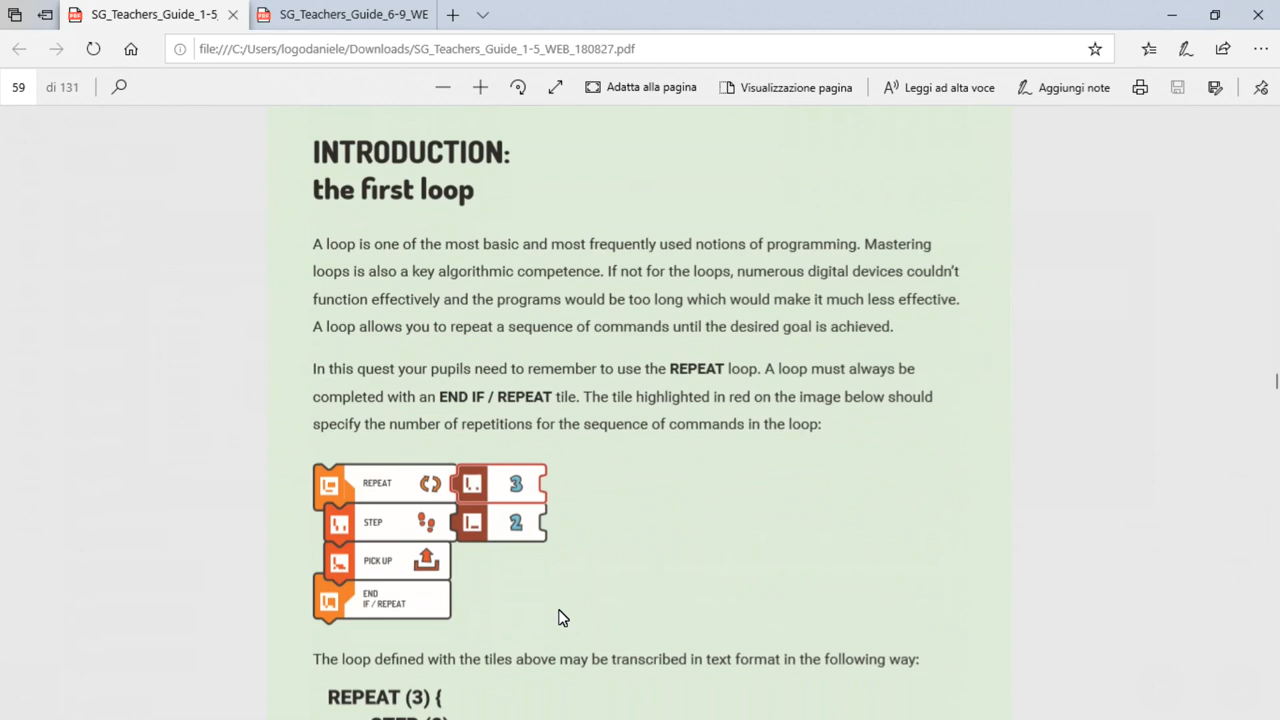 SG_Teachers_Guide_1-5_
SG_Teachers_Guide_6-9_WE
file:///C:/Users/logodaniele/Downloads/SG_Teachers_Guide_1-5_WEB_180827.pdf
59 di 131 Adatta alla pagina Visualizzazione pagina Leggi ad alta voce Aggiungi note
INTRODUCTION:
the first loop
A loop is one of the most basic and most frequently used notions of programming. Mastering
loops is also a key algorithmic competence. If not for the loops, numerous digital devices couldn't
function effectively and the programs would be too long which would make it much less effective.
A loop allows you to repeat a sequence of commands until the desired goal is achieved.
In this quest your pupils need to remember to use the REPEAT loop. A loop must always be
completed with an END IF / REPEAT tile. The tile highlighted in red on the image below should
specify the number of repetitions for the sequence of commands in the loop:
REPEAT 3
STEP 2
PICK UP
END
IF / REPEAT
The loop defined with the tiles above may be transcribed in text format in the following way:
REPEAT (3) {